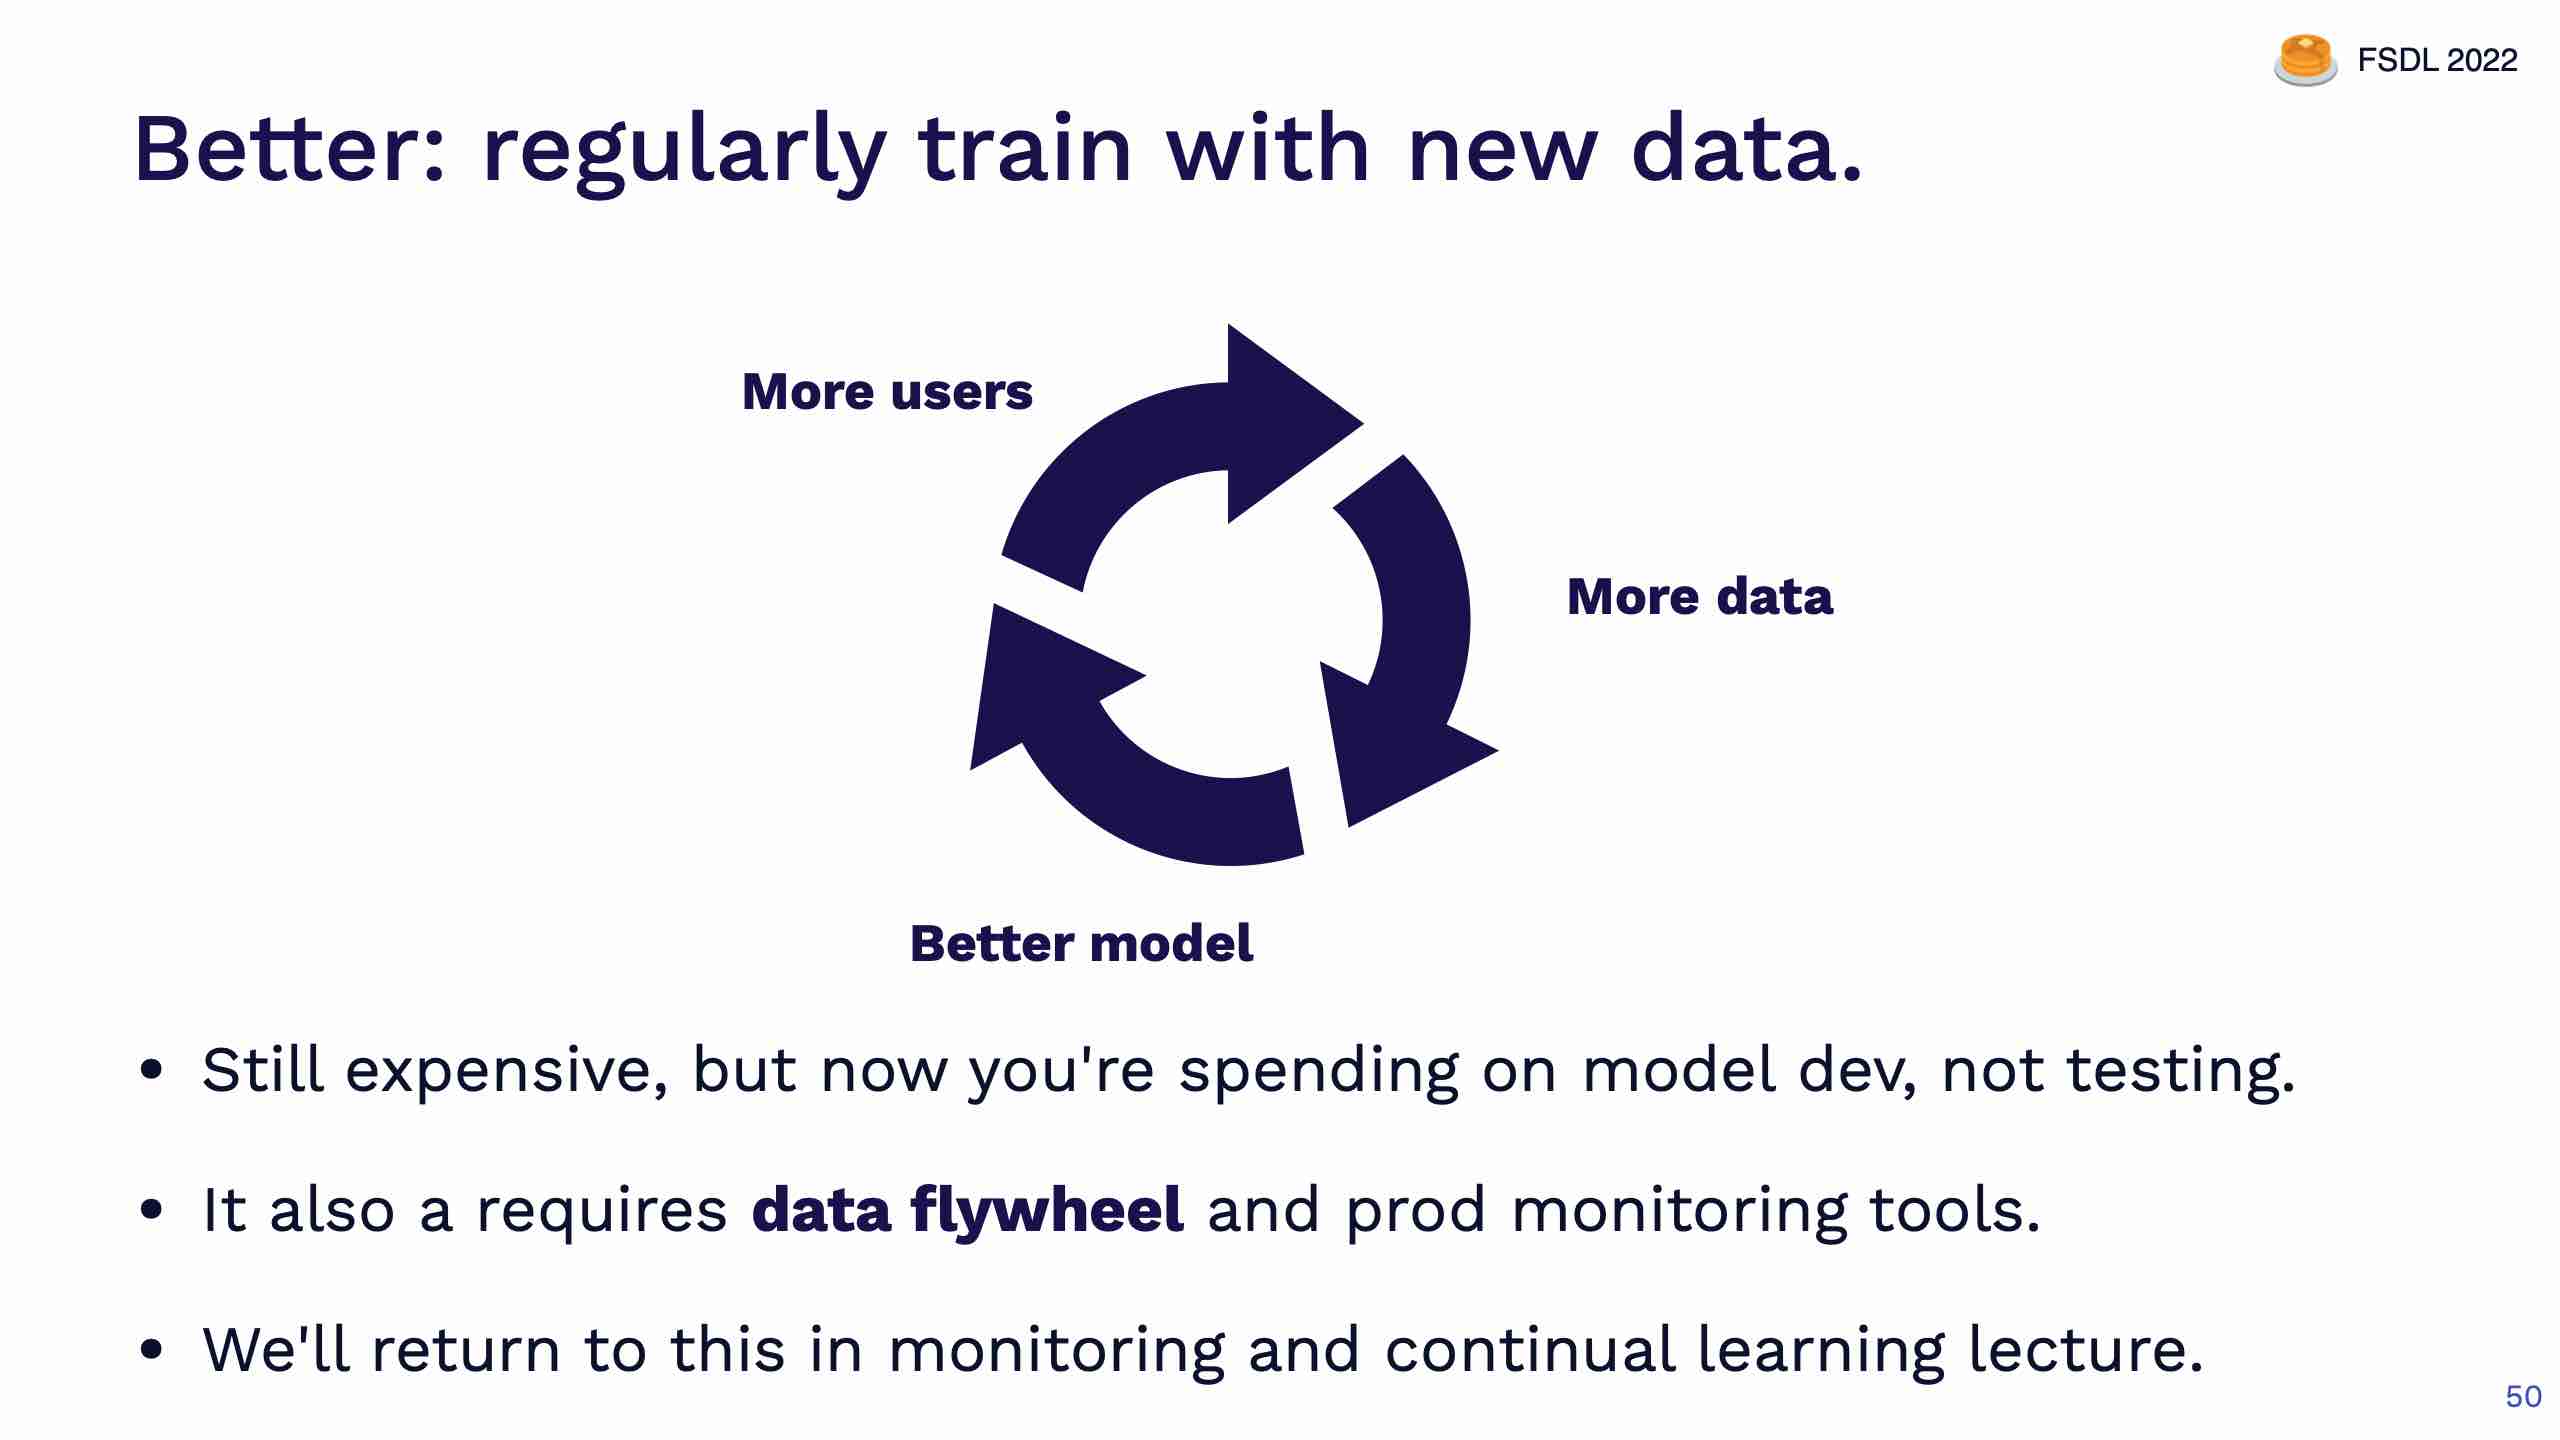 FSDL 2022
Better: regularly train with new data.
More users
More data
Better model
• Still expensive, but now you're spending on model dev, not testing.
• It also a requires data flywheel and prod monitoring tools.
• We'll return to this in monitoring and continual learning lecture.
50